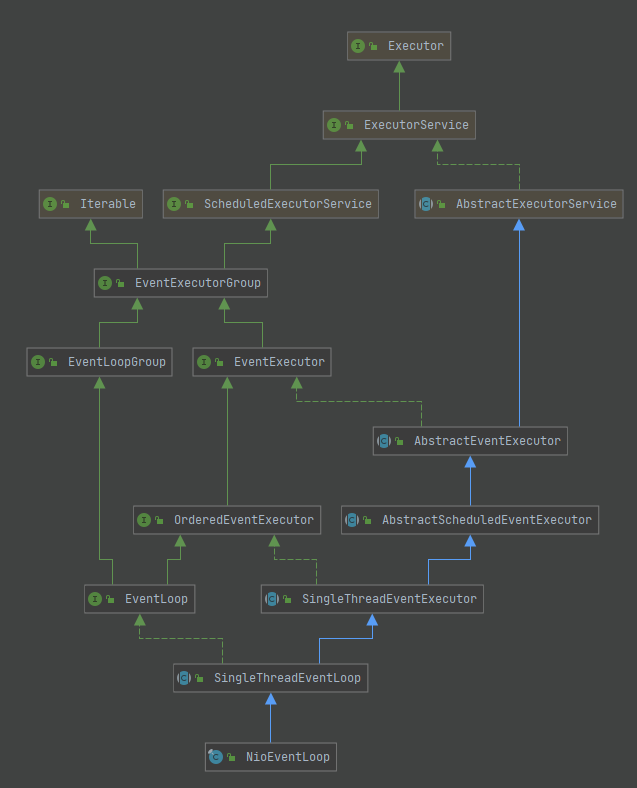 Executor
ExecutorService
Iterable
ScheduledExecutorService
AbstractExecutorService
EventExecutorGroup
EventLoopGroup
EventExecutor
AbstractEventExecutor
OrderedEventExecutor
AbstractScheduledEventExecutor
EventLoop
SingleThreadEventExecutor
SingleThreadEventLoop
NioEventLoop